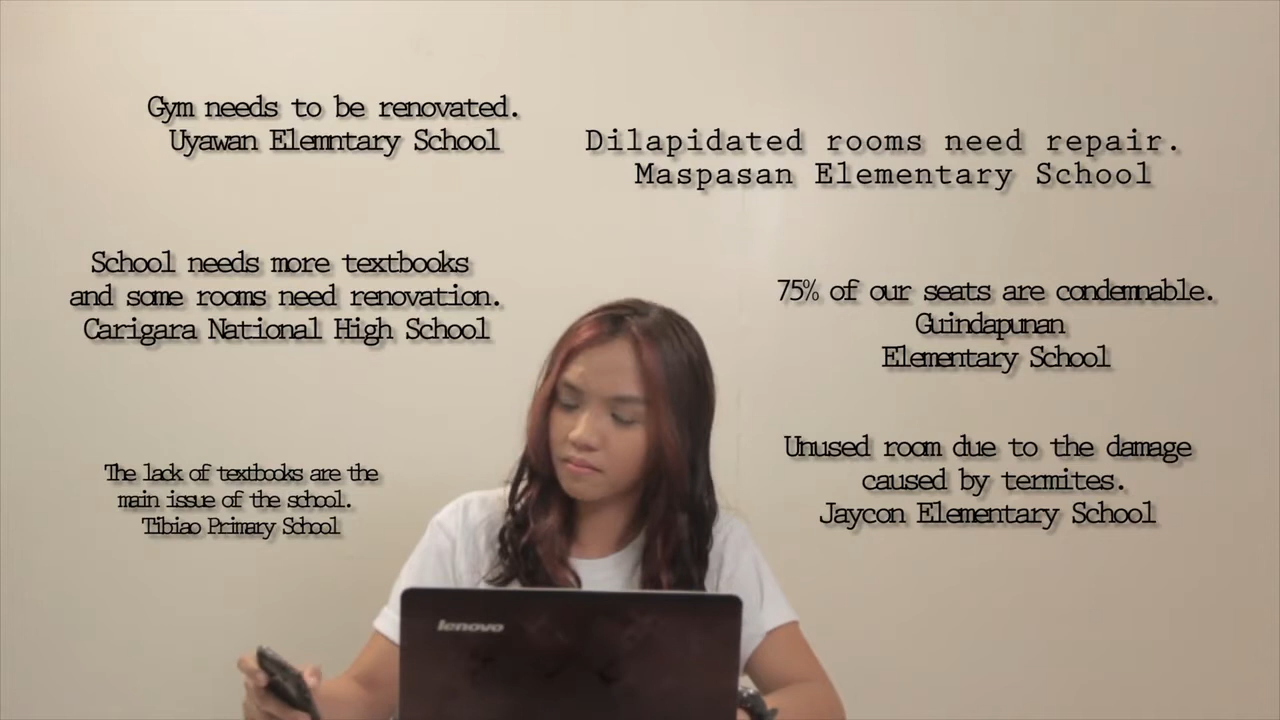 Gym needs to be renovated.
Uyawan Elemntary School
Dilapidated rooms need repair.
Maspasan Elementary School
School needs more textbooks
and some rooms need renovation.
Carigara National High School
75% of our seats are condemnable.
Guindapunan
Elementary School
The lack of textbooks are the
main issue of the school.
Tibiao Primary School
Unused room due to the damage
caused by termites.
Jaycon Elementary School
lenovo